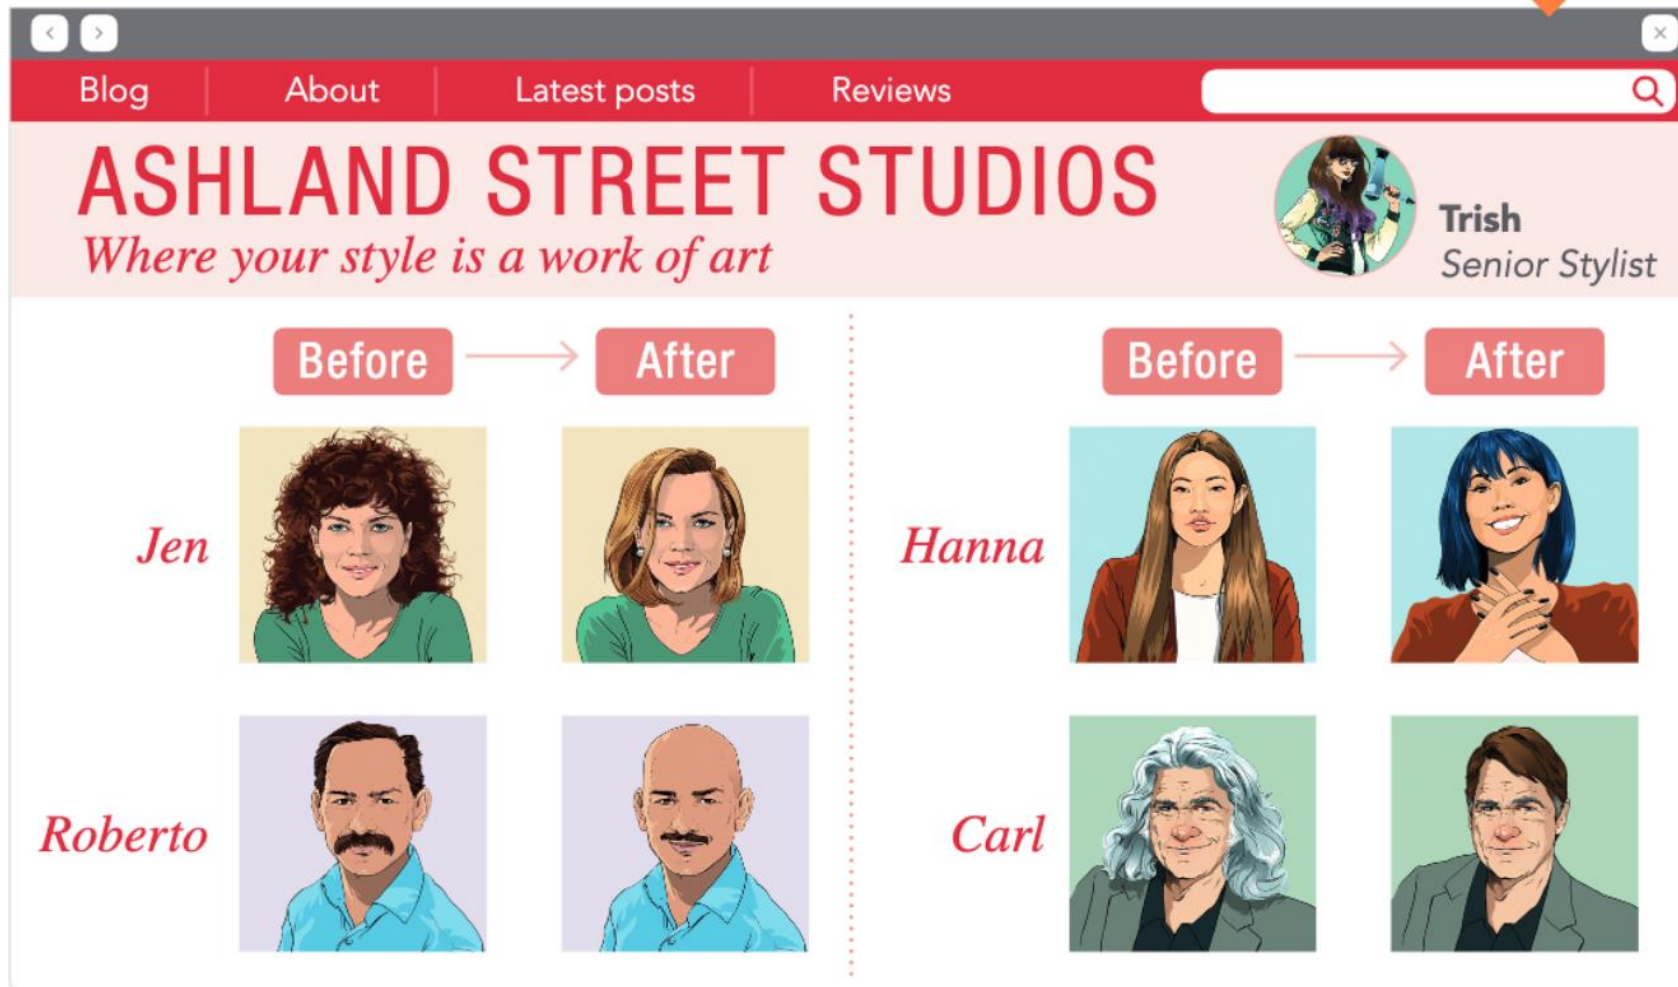 Blog About Latest posts Reviews
ASHLAND STREET STUDIOS
Where your style is a work of art
Trish
Senior Stylist
Before After
Before After
Jen
Hanna
Roberto
Carl